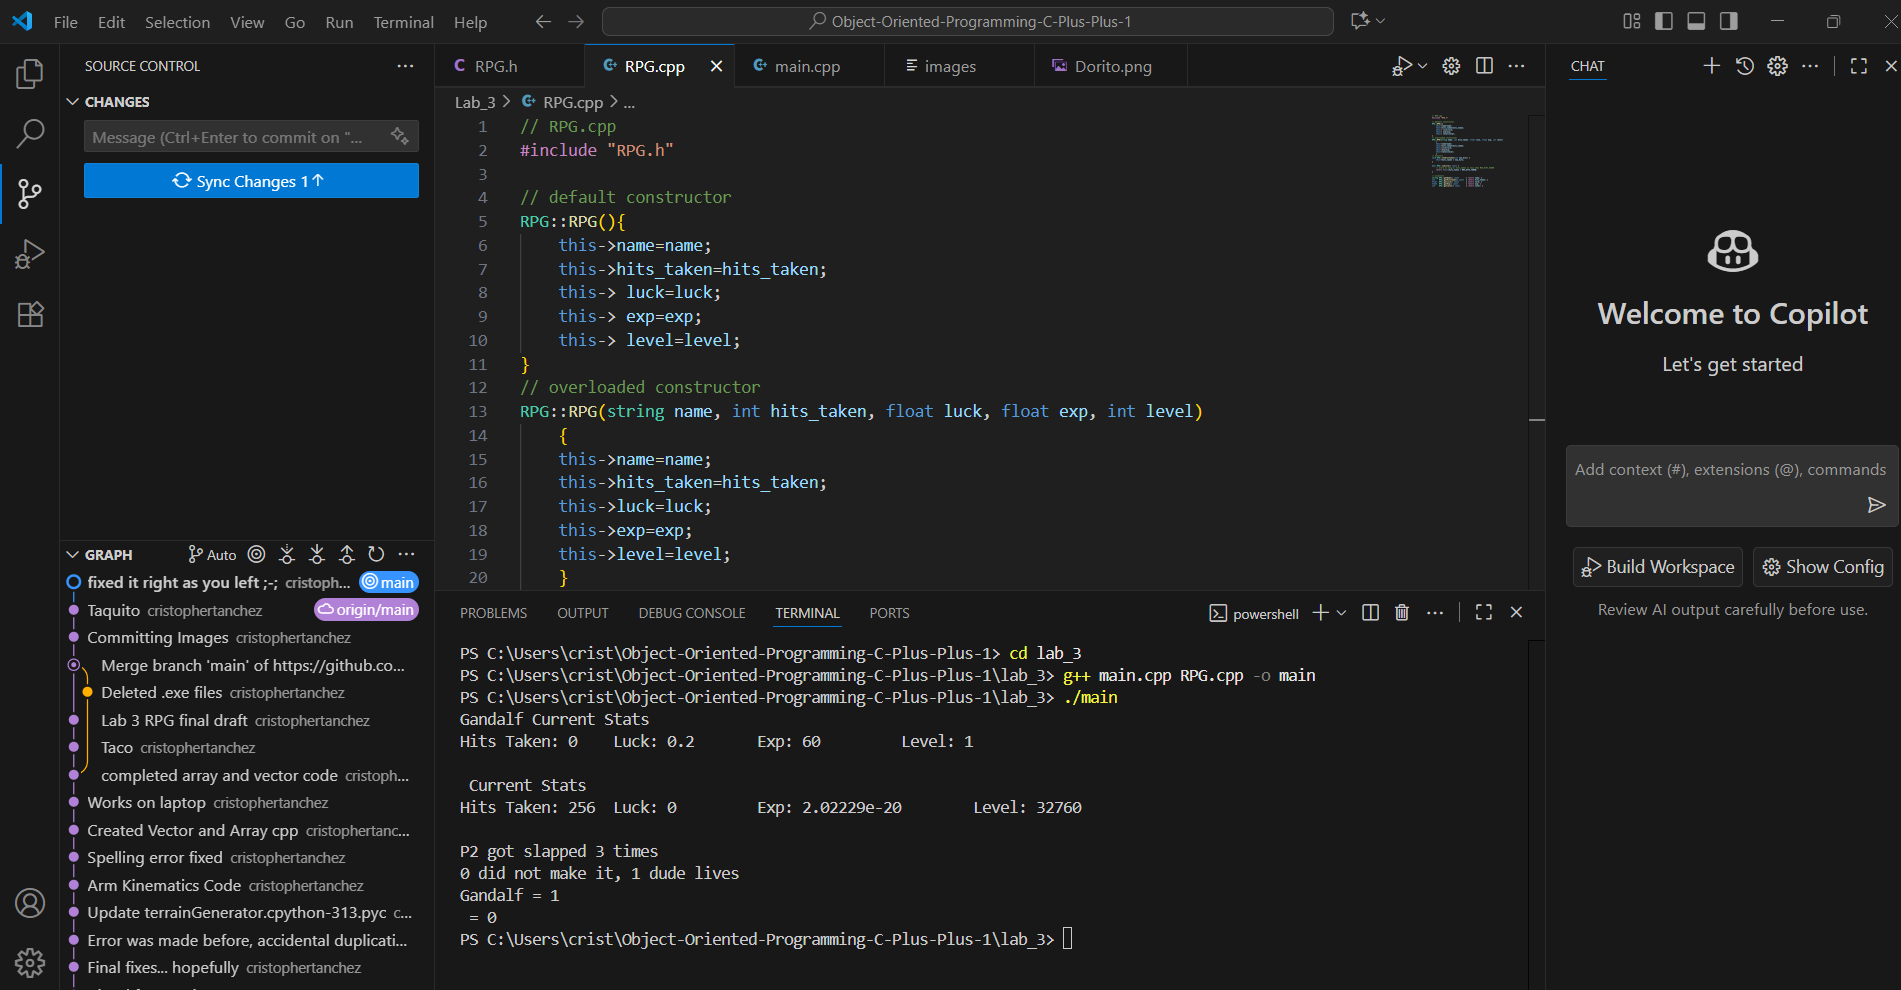 File Edit Selection View Go Run Terminal Help
Object-Oriented-Programming-C-Plus-Plus-1
SOURCE CONTROL
CHANGES
Message (Ctrl+Enter to commit on "...
Sync Changes 1↑
GRAPH
Auto
fixed it right as you left ;-; cristoph... main
Taquito cristophertanchez origin/main
Committing Images cristophertanchez
Merge branch 'main' of https://github.co...
Deleted .exe files cristophertanchez
Lab 3 RPG final draft cristophertanchez
Taco cristophertanchez
completed array and vector code cristoph...
Works on laptop cristophertanchez
Created Vector and Array cpp cristophertanc...
Spelling error fixed cristophertanchez
Arm Kinematics Code cristophertanchez
Update terrainGenerator.cpython-313.pyc c...
Error was made before, accidental duplicati...
Final fixes... hopefully cristophertanchez
RPG.h RPG.cpp main.cpp images Dorito.png
Lab_3 > RPG.cpp > ...
1 // RPG.cpp
2 #include "RPG.h"
3
4 // default constructor
5 RPG::RPG(){
6 this->name=name;
7 this->hits_taken=hits_taken;
8 this-> luck=luck;
9 this-> exp=exp;
10 this-> level=level;
11 }
12 // overloaded constructor
13 RPG::RPG(string name, int hits_taken, float luck, float exp, int level)
14 {
15 this->name=name;
16 this->hits_taken=hits_taken;
17 this->luck=luck;
18 this->exp=exp;
19 this->level=level;
20 }
PROBLEMS OUTPUT DEBUG CONSOLE TERMINAL PORTS
powershell
PS C:\Users\crist\Object-Oriented-Programming-C-Plus-Plus-1> cd lab_3
PS C:\Users\crist\Object-Oriented-Programming-C-Plus-Plus-1\lab_3> g++ main.cpp RPG.cpp -o main
PS C:\Users\crist\Object-Oriented-Programming-C-Plus-Plus-1\lab_3> ./main
Gandalf Current Stats
Hits Taken: 0 Luck: 0.2 Exp: 60 Level: 1
Current Stats
Hits Taken: 256 Luck: 0 Exp: 2.02229e-20 Level: 32760
P2 got slapped 3 times
0 did not make it, 1 dude lives
Gandalf = 1
= 0
PS C:\Users\crist\Object-Oriented-Programming-C-Plus-Plus-1\lab_3>
CHAT
Welcome to Copilot
Let's get started
Add context (#), extensions (@), commands
Build Workspace
Show Config
Review AI output carefully before use.